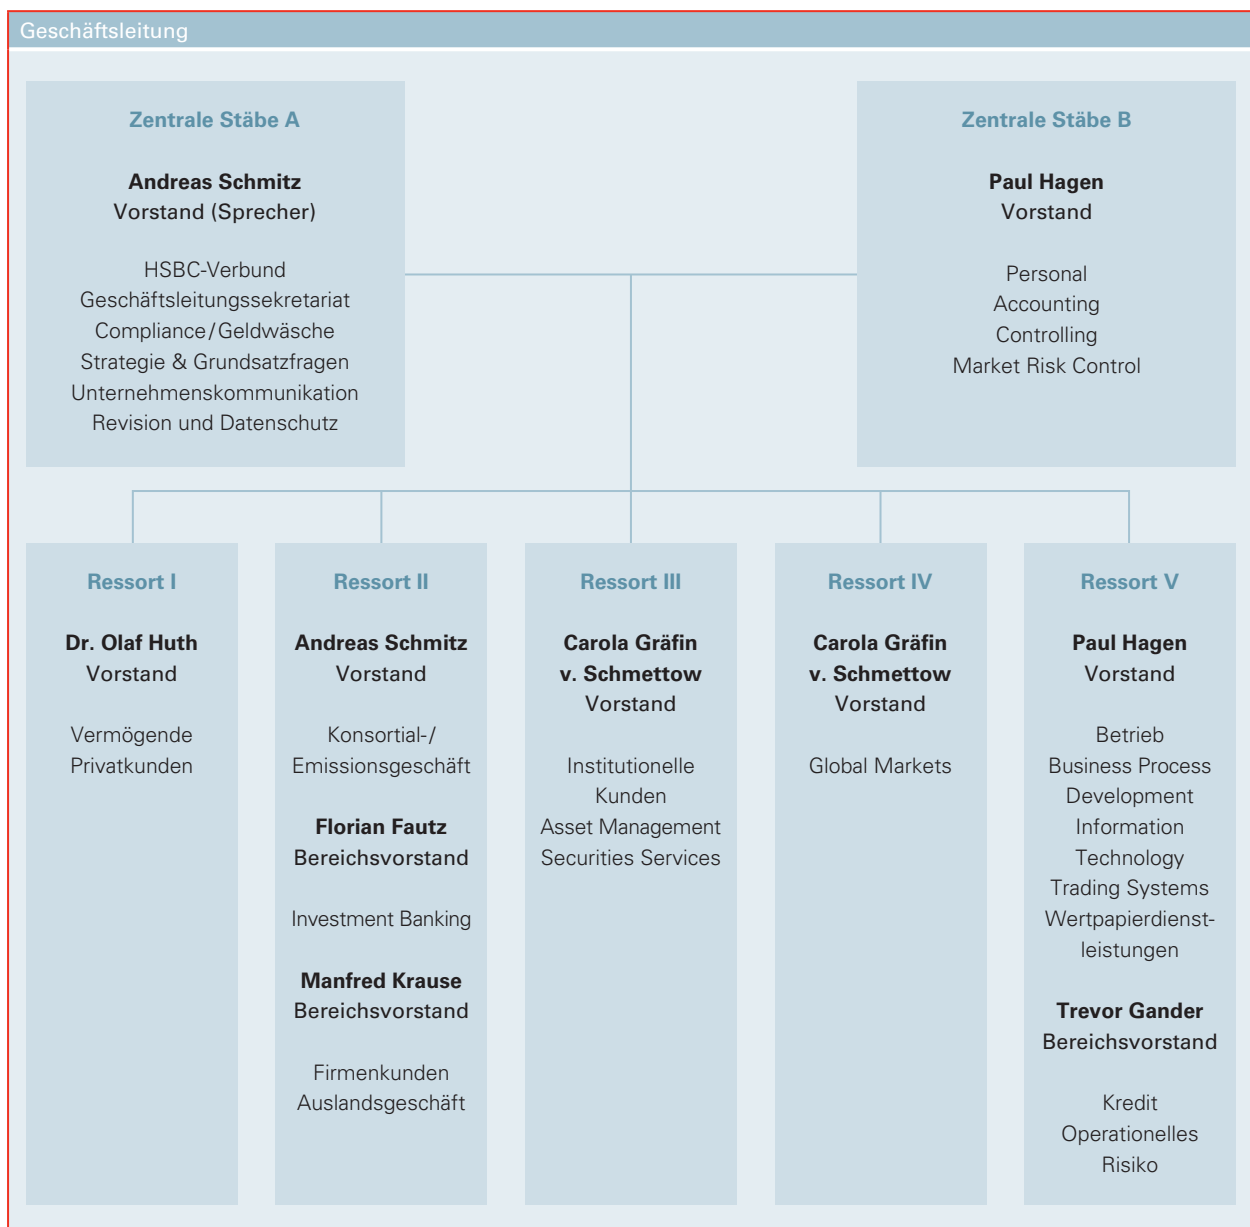 Geschäftsleitung
Zentrale Stäbe A
Andreas Schmitz
Vorstand (Sprecher)
HSBC-Verbund
Geschäftsleitungssekretariat
Compliance/Geldwäsche
Strategie & Grundsatzfragen
Unternehmenskommunikation
Revision und Datenschutz
Zentrale Stäbe B
Paul Hagen
Vorstand
Personal
Accounting
Controlling
Market Risk Control
Ressort I
Dr. Olaf Huth
Vorstand
Vermögende
Privatkunden
Ressort II
Andreas Schmitz
Vorstand
Konsortial-/
Emissionsgeschäft
Florian Fautz
Bereichsvorstand
Investment Banking
Manfred Krause
Bereichsvorstand
Firmenkunden
Auslandsgeschäft
Ressort III
Carola Gräfin
v. Schmettow
Vorstand
Institutionelle
Kunden
Asset Management
Securities Services
Ressort IV
Carola Gräfin
v. Schmettow
Vorstand
Global Markets
Ressort V
Paul Hagen
Vorstand
Betrieb
Business Process
Development
Information
Technology
Trading Systems
Wertpapierdienst-
leistungen
Trevor Gander
Bereichsvorstand
Kredit
Operationelles
Risiko